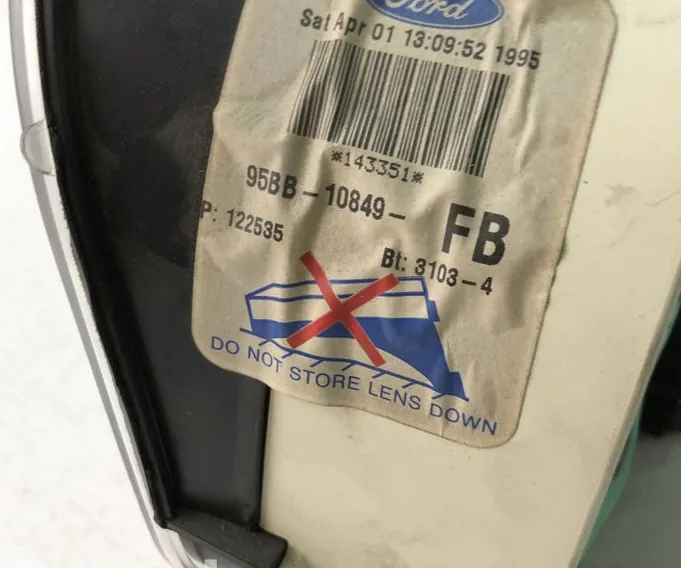 Ford
Sat Apr 01 13:09:52 1995
*143351*
95BB-10849- FB
P: 122535
Bt: 3103-4
DO NOT STORE LENS DOWN